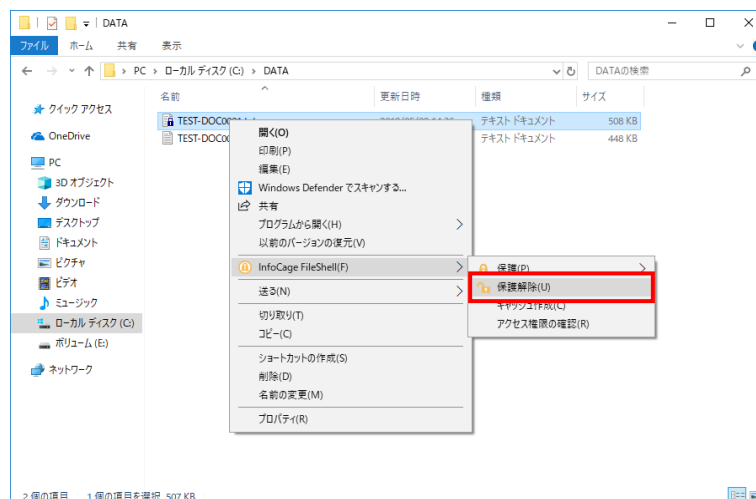 DATA
ファイル ホーム 共有 表示
PC › ローカル ディスク (C:) › DATA DATAの検索
名前 更新日時 種類 サイズ
クイック アクセス
OneDrive
PC
3D オブジェクト
ダウンロード
デスクトップ
ドキュメント
ピクチャ
ビデオ
ミュージック
ローカル ディスク (C:)
ボリューム (E:)
ネットワーク
テキスト ドキュメント 508 KB
テキスト ドキュメント 448 KB
開く(O)
印刷(P)
編集(E)
Windows Defender でスキャンする...
共有
プログラムから開く(H)
以前のバージョンの復元(V)
InfoCage FileShell(F)
送る(N)
切り取り(T)
コピー(C)
ショートカットの作成(S)
削除(D)
名前の変更(M)
プロパティ(R)
保護(P)
保護解除(U)
キャッシュ作成(C)
アクセス権限の確認(R)
2 個の項目 1 個の項目を選択 507 KB